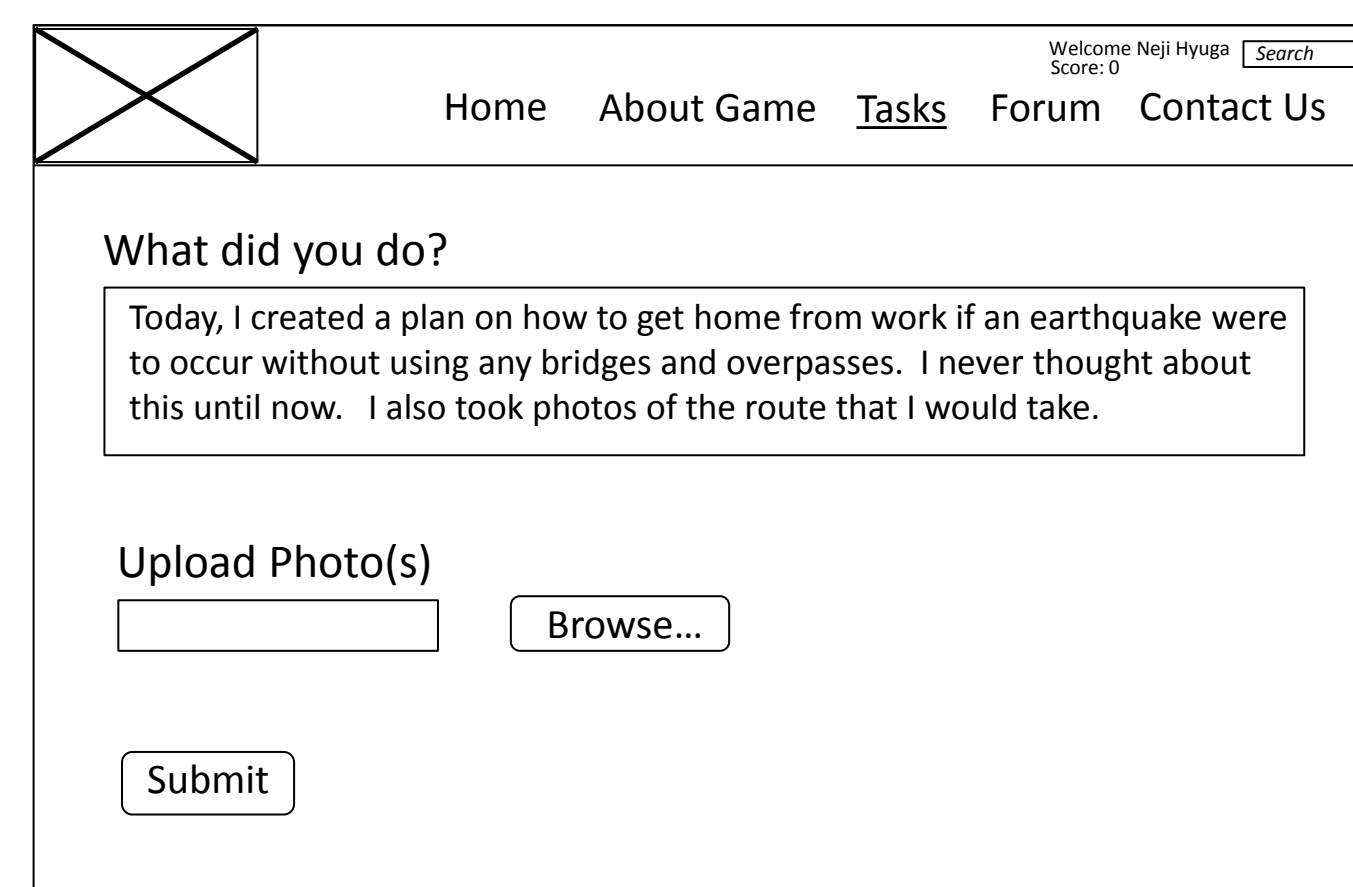 Welcome Neji Hyuga Search
Score: 0
Home About Game Tasks Forum Contact Us
What did you do?
Today, I created a plan on how to get home from work if an earthquake were
to occur without using any bridges and overpasses.  I never thought about
this until now.   I also took photos of the route that I would take.
Upload Photo(s)
Browse…
Submit